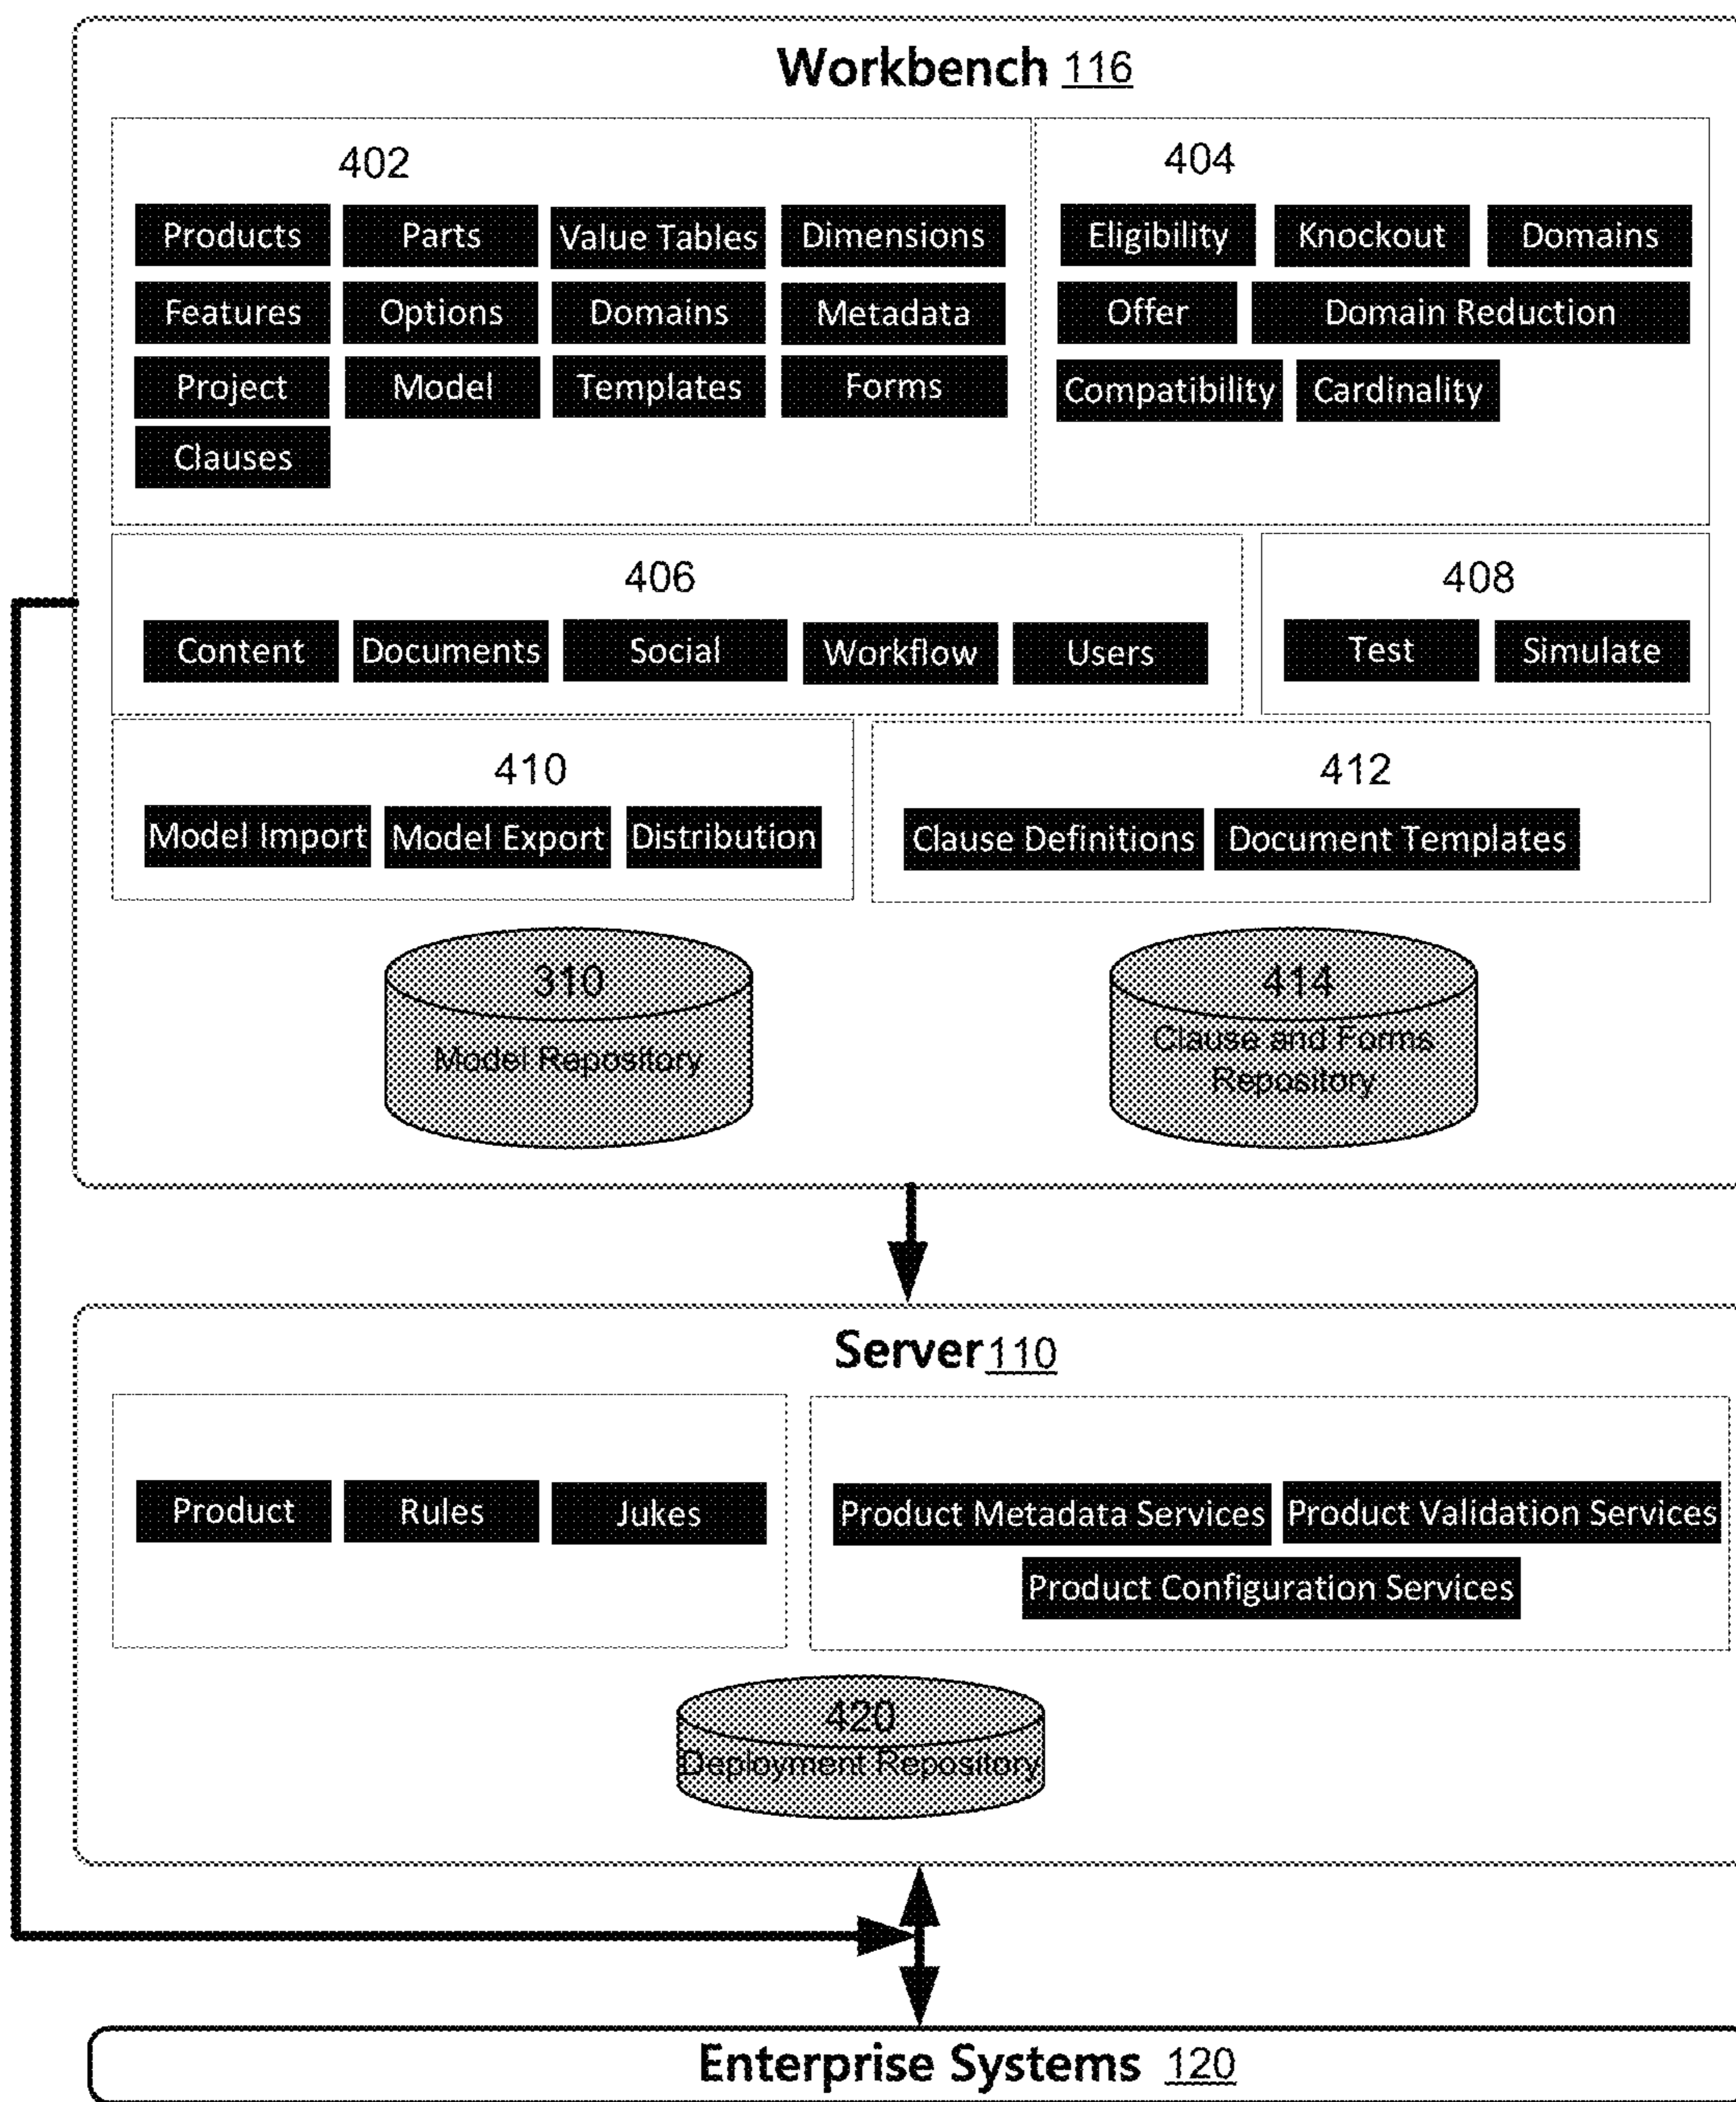 Workbench 116
402
404
Products Parts Value Tables Dimensions
Eligibility Knockout Domains
Features Options Domains Metadata
Offer Domain Reduction
Project Model Templates Forms
Compatibility Cardinality
Clauses
406
408
Content Documents Social Workflow Users
Test Simulate
410
412
Model Import Model Export Distribution
Clause Definitions Document Templates
310
Model Repository
414
Clause and Forms
Repository
Server 110
Product Rules Jukes
Product Metadata Services Product Validation Services
Product Configuration Services
420
Deployment Repository
Enterprise Systems 120